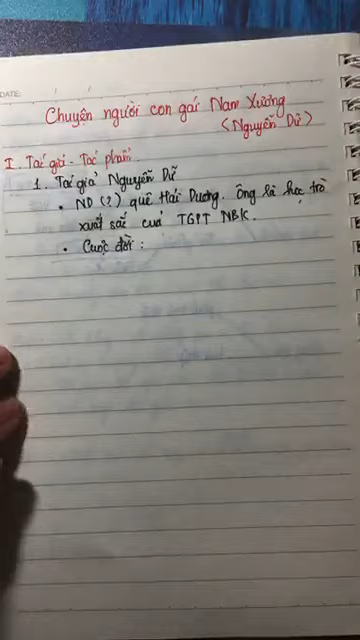 DATE: / /
Chuyện người con gái Nam Xương
(Nguyễn Dữ)
I. Tác giả - Tác phẩm
1. Tác giả Nguyễn Dữ
• ND (?) quê Hải Dương. Ông là học trò
xuất sắc của TGPT NBK.
• Cuộc đời :